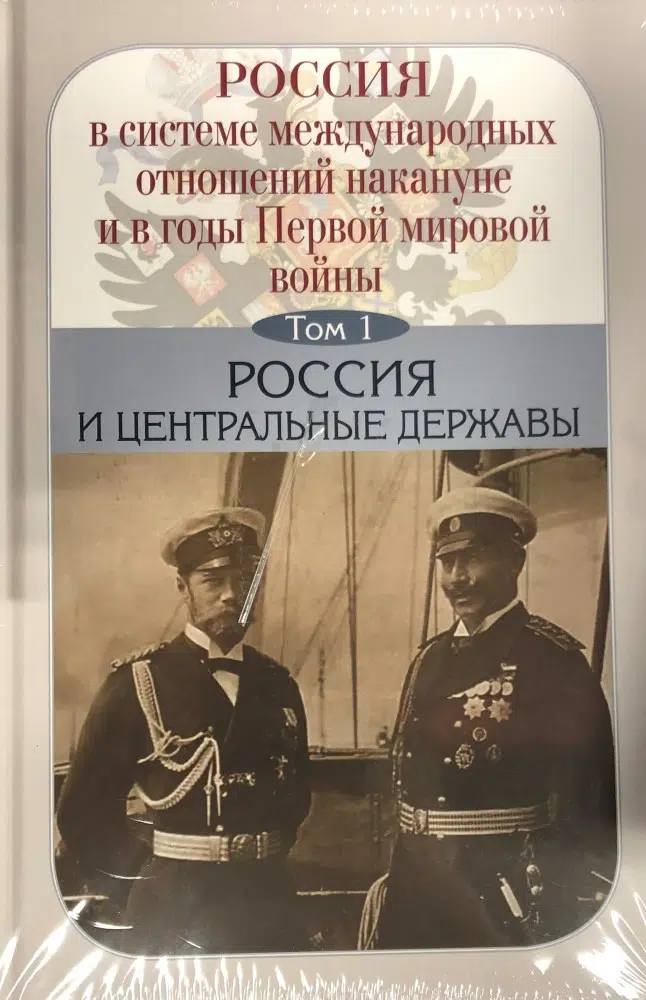 РОССИЯ
в системе международных
отношений накануне
и в годы Первой мировой
войны
Том 1
РОССИЯ
И ЦЕНТРАЛЬНЫЕ ДЕРЖАВЫ